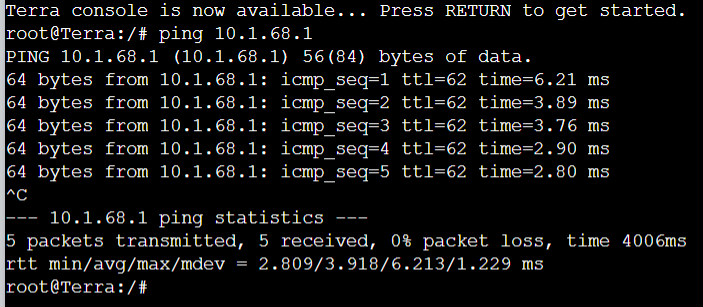 Terra console is now available... Press RETURN to get started.
root@Terra:/# ping 10.1.68.1
PING 10.1.68.1 (10.1.68.1) 56(84) bytes of data.
64 bytes from 10.1.68.1: icmp_seq=1 ttl=62 time=6.21 ms
64 bytes from 10.1.68.1: icmp_seq=2 ttl=62 time=3.89 ms
64 bytes from 10.1.68.1: icmp_seq=3 ttl=62 time=3.76 ms
64 bytes from 10.1.68.1: icmp_seq=4 ttl=62 time=2.90 ms
64 bytes from 10.1.68.1: icmp_seq=5 ttl=62 time=2.80 ms
^C
--- 10.1.68.1 ping statistics ---
5 packets transmitted, 5 received, 0% packet loss, time 4006ms
rtt min/avg/max/mdev = 2.809/3.918/6.213/1.229 ms
root@Terra:/#